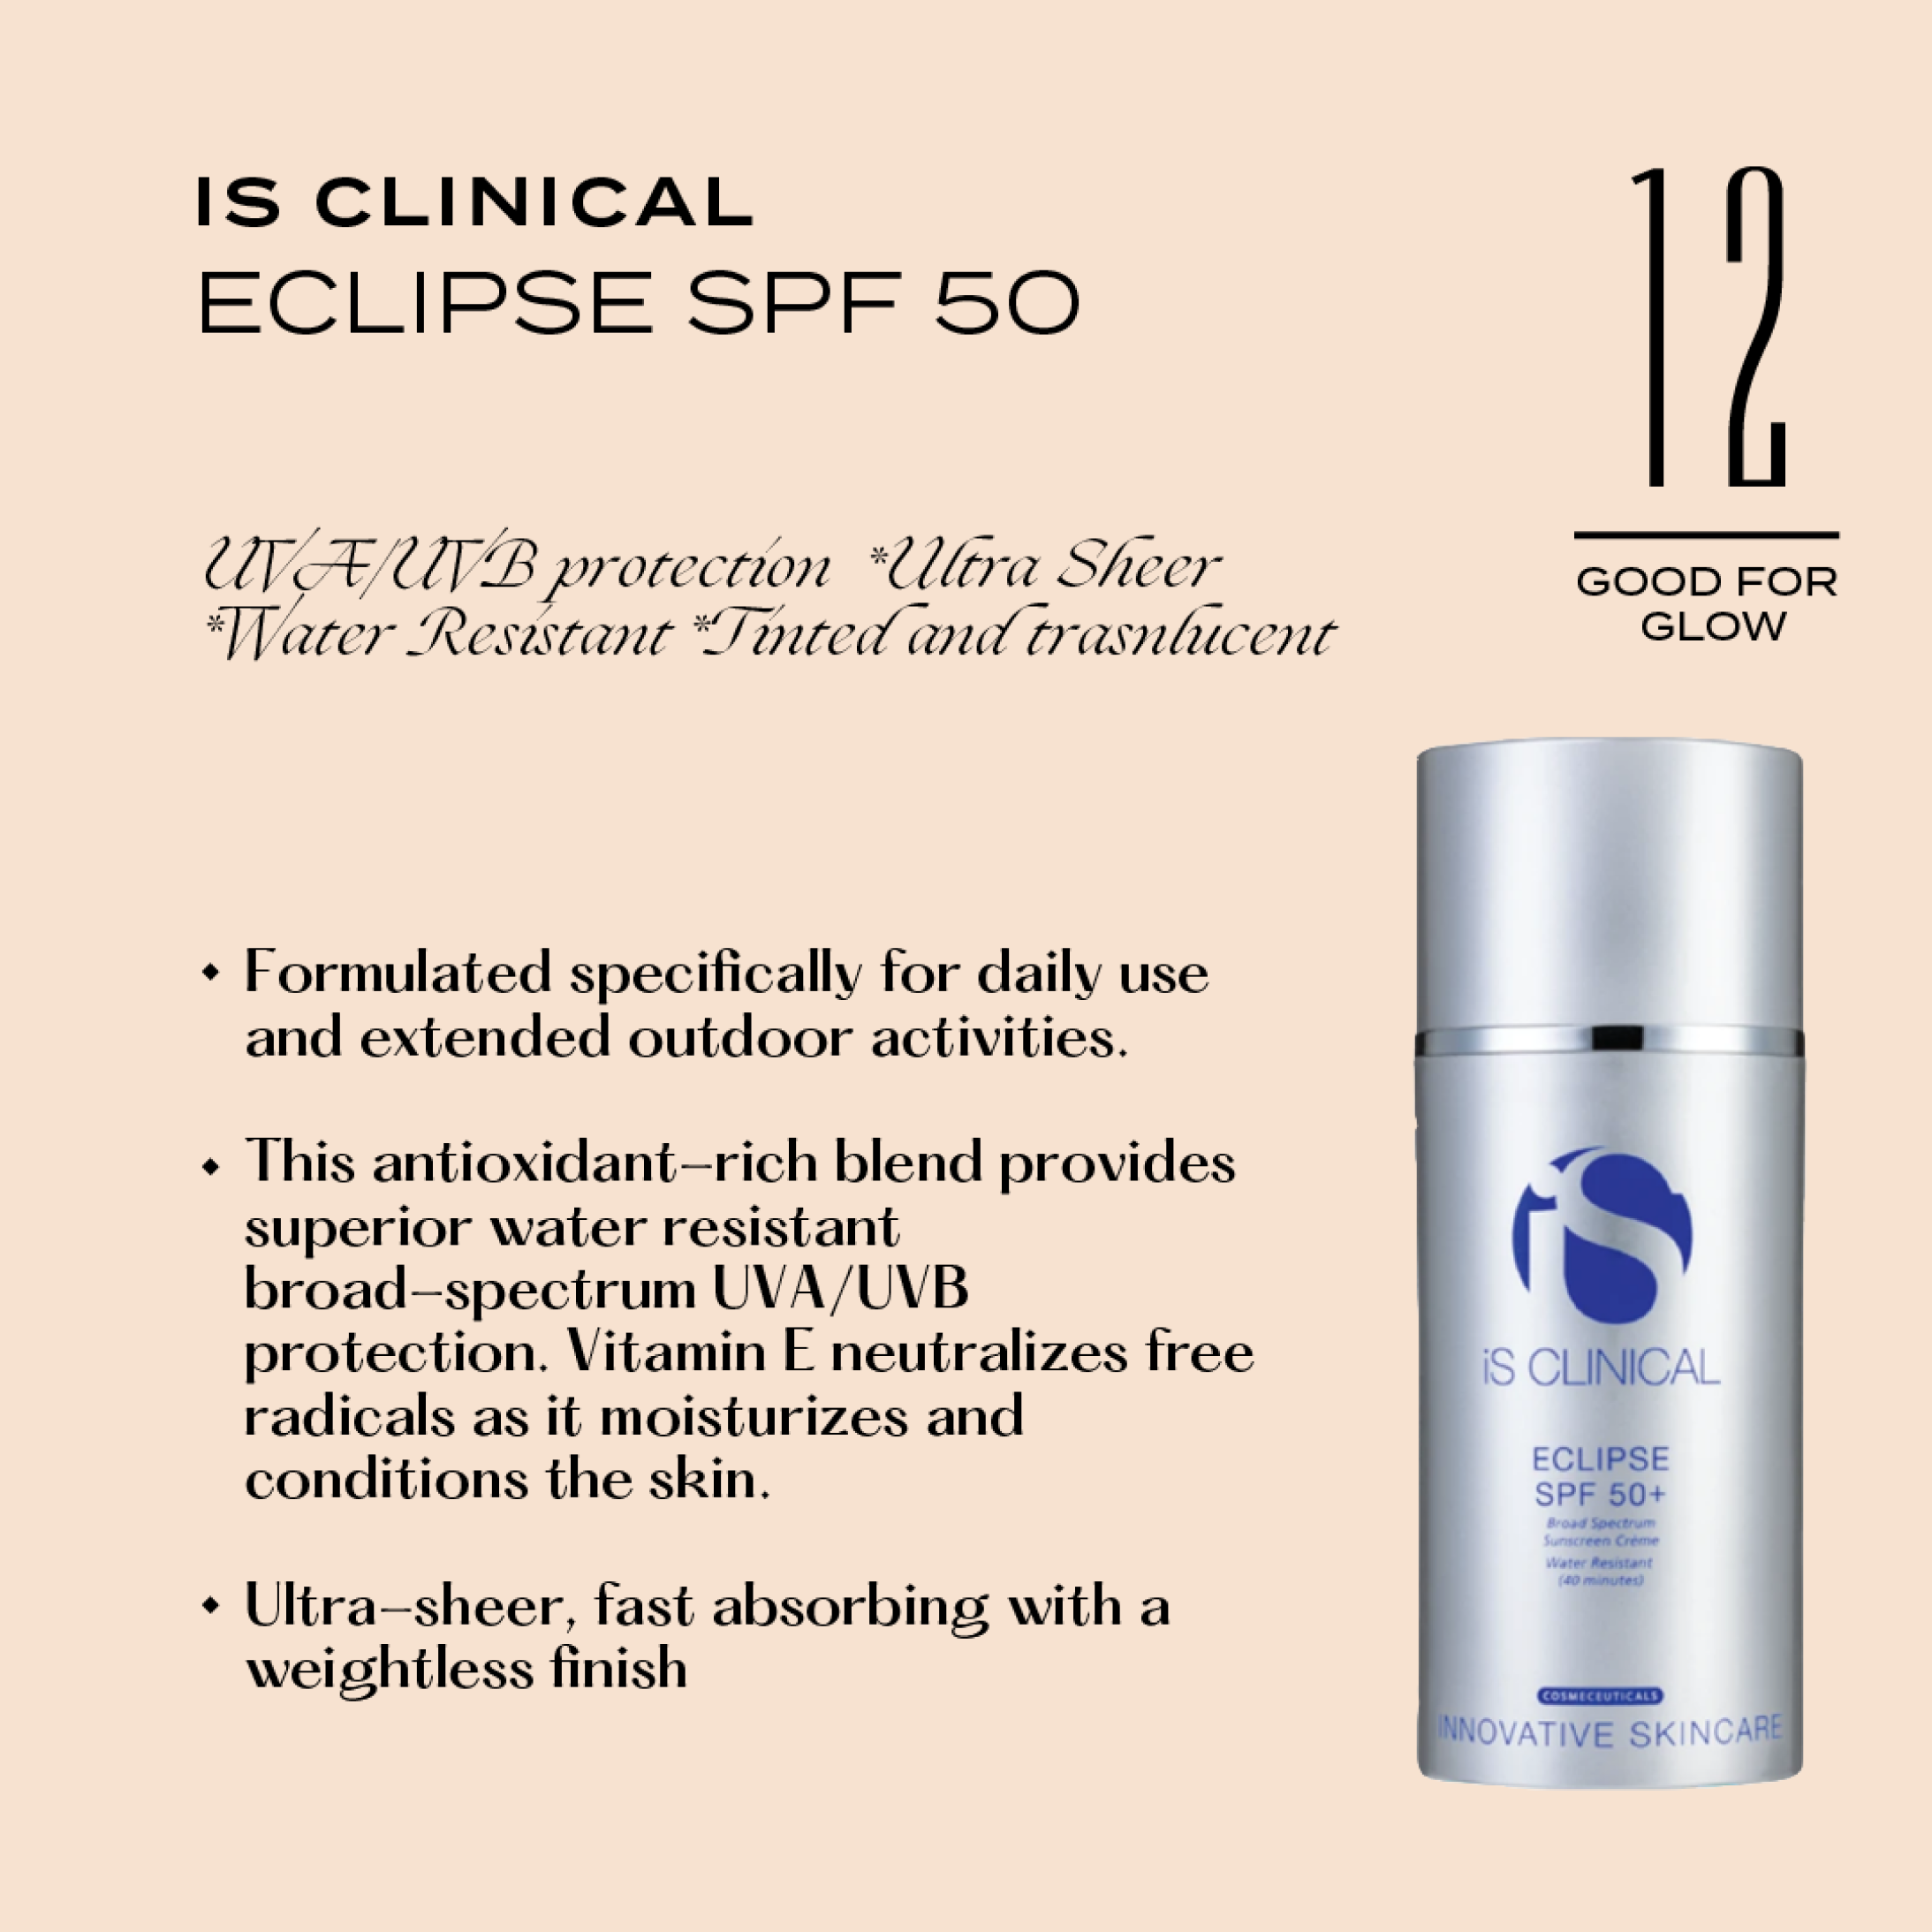 IS CLINICAL
ECLIPSE SPF 50
12
GOOD FOR
GLOW
UVA/UVB protection *Ultra Sheer
*Water Resistant *Tinted and trasnlucent
Formulated specifically for daily use
and extended outdoor activities.
This antioxidant-rich blend provides
superior water resistant
broad-spectrum UVA/UVB
protection. Vitamin E neutralizes free
radicals as it moisturizes and
conditions the skin.
Ultra-sheer, fast absorbing with a
weightless finish
iS
iS CLINICAL
ECLIPSE
SPF 50+
Broad Spectrum
Sunscreen Crème
Water Resistant
(40 minutes)
COSMECEUTICALS
INNOVATIVE SKINCARE